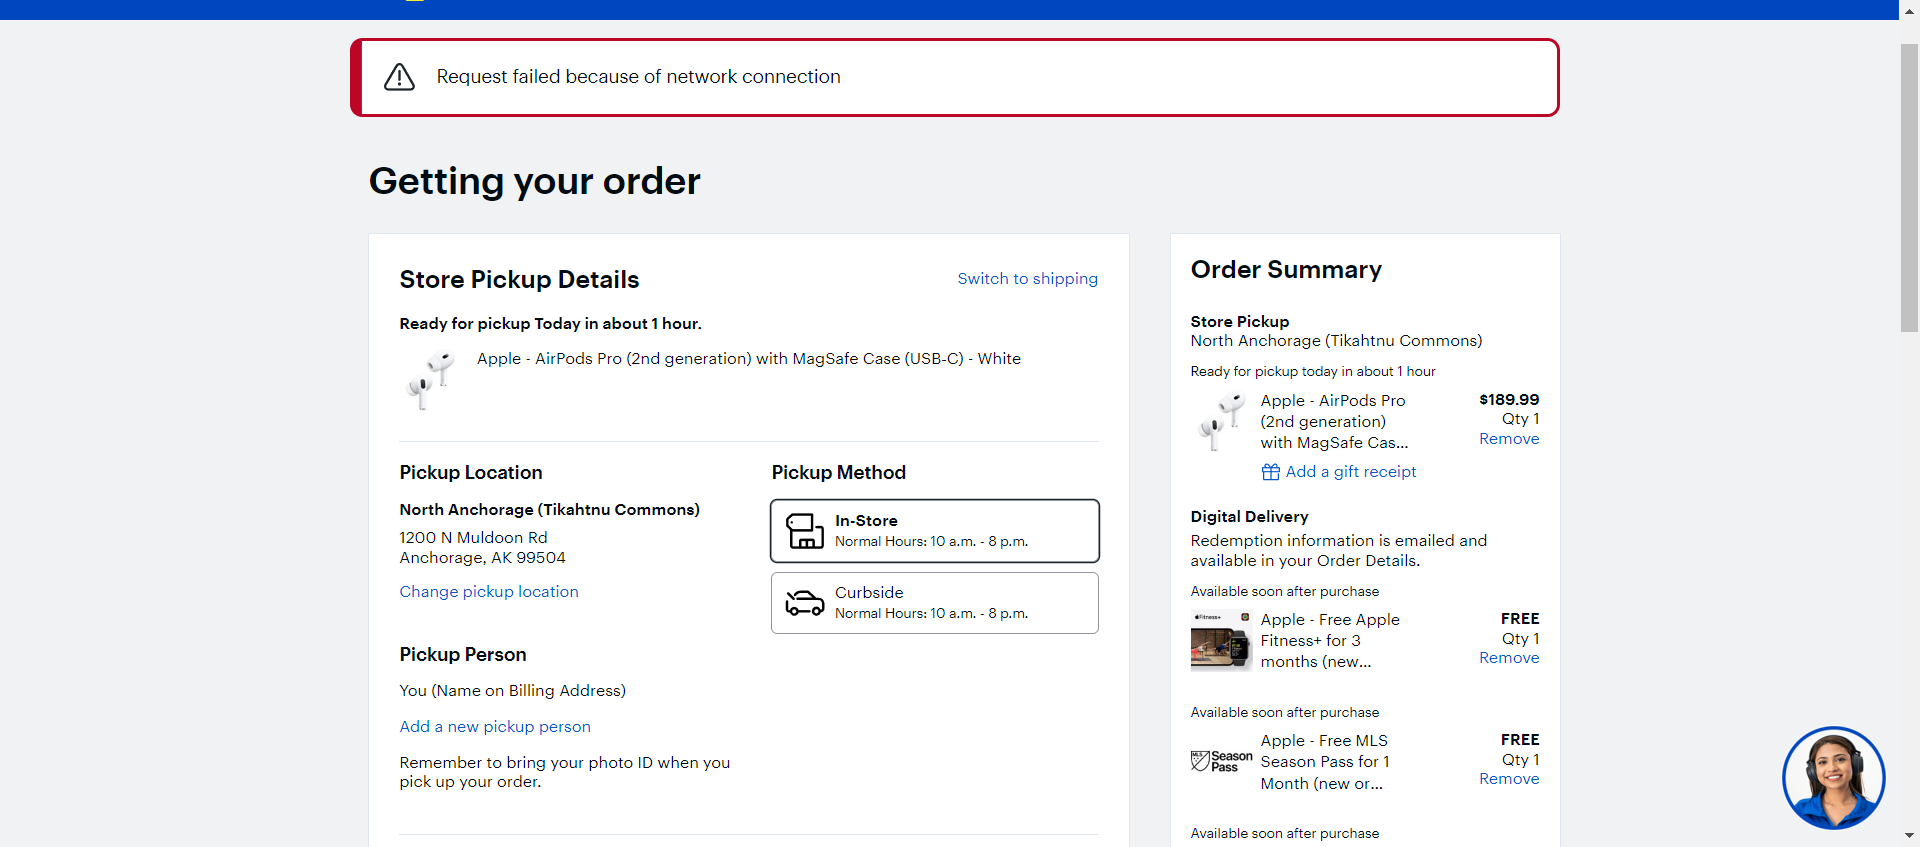 Request failed because of network connection
Getting your order
Store Pickup Details
Switch to shipping
Ready for pickup Today in about 1 hour.
Apple - AirPods Pro (2nd generation) with MagSafe Case (USB-C) - White
Pickup Location
North Anchorage (Tikahtnu Commons)
1200 N Muldoon Rd
Anchorage, AK 99504
Change pickup location
Pickup Method
In-Store
Normal Hours: 10 a.m. - 8 p.m.
Curbside
Normal Hours: 10 a.m. - 8 p.m.
Pickup Person
You (Name on Billing Address)
Add a new pickup person
Remember to bring your photo ID when you
pick up your order.
Order Summary
Store Pickup
North Anchorage (Tikahtnu Commons)
Ready for pickup today in about 1 hour
Apple - AirPods Pro
(2nd generation)
with MagSafe Cas...
$189.99
Qty 1
Remove
Add a gift receipt
Digital Delivery
Redemption information is emailed and
available in your Order Details.
Available soon after purchase
Fitness+
Apple - Free Apple
Fitness+ for 3
months (new...
FREE
Qty 1
Remove
Available soon after purchase
MLS
Season
Pass
Apple - Free MLS
Season Pass for 1
Month (new or...
FREE
Qty 1
Remove
Available soon after purchase